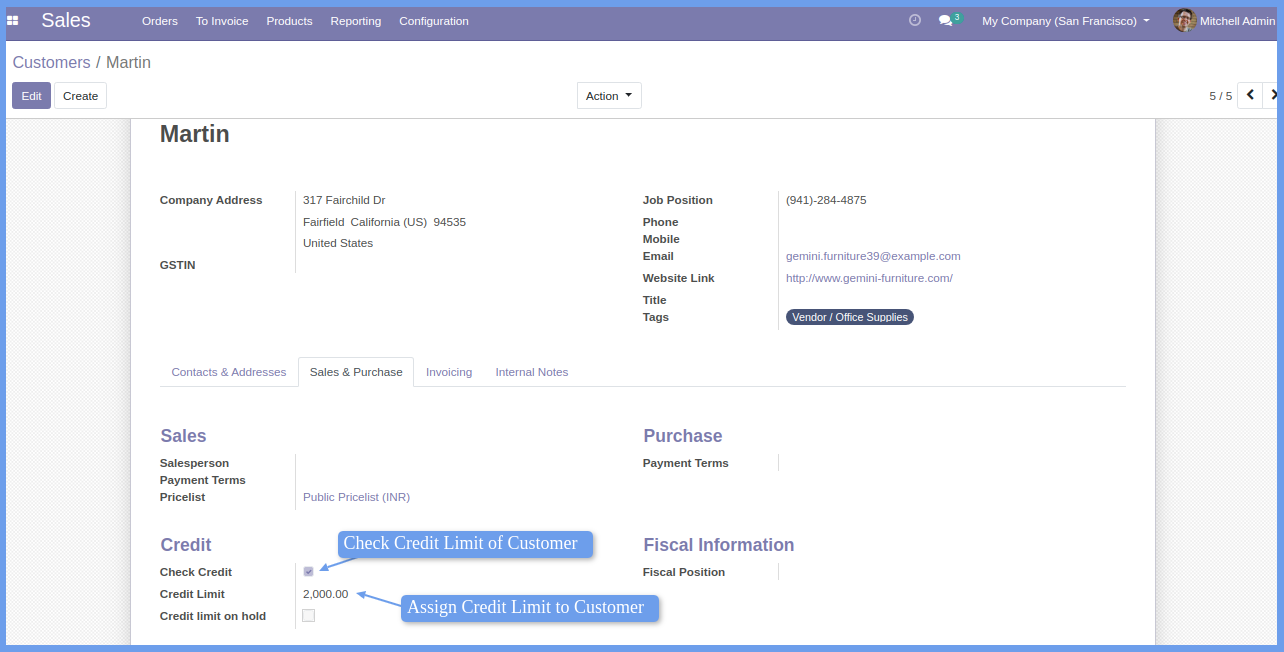 Sales Orders To Invoice Products Reporting Configuration 3 My Company (San Francisco) Mitchell Admin
Customers / Martin
Edit Create Action 5 / 5
Martin
Company Address 317 Fairchild Dr Job Position (941)-284-4875
Fairfield California (US) 94535 Phone
Mobile
United States
Email gemini.furniture39@example.com
GSTIN
Website Link http://www.gemini-furniture.com/
Title
Tags Vendor / Office Supplies
Contacts & Addresses Sales & Purchase Invoicing Internal Notes
Sales Purchase
Salesperson Payment Terms
Payment Terms
Pricelist Public Pricelist (INR)
Credit Check Credit Limit of Customer Fiscal Information
Check Credit Fiscal Position
Credit Limit 2,000.00
Assign Credit Limit to Customer
Credit limit on hold